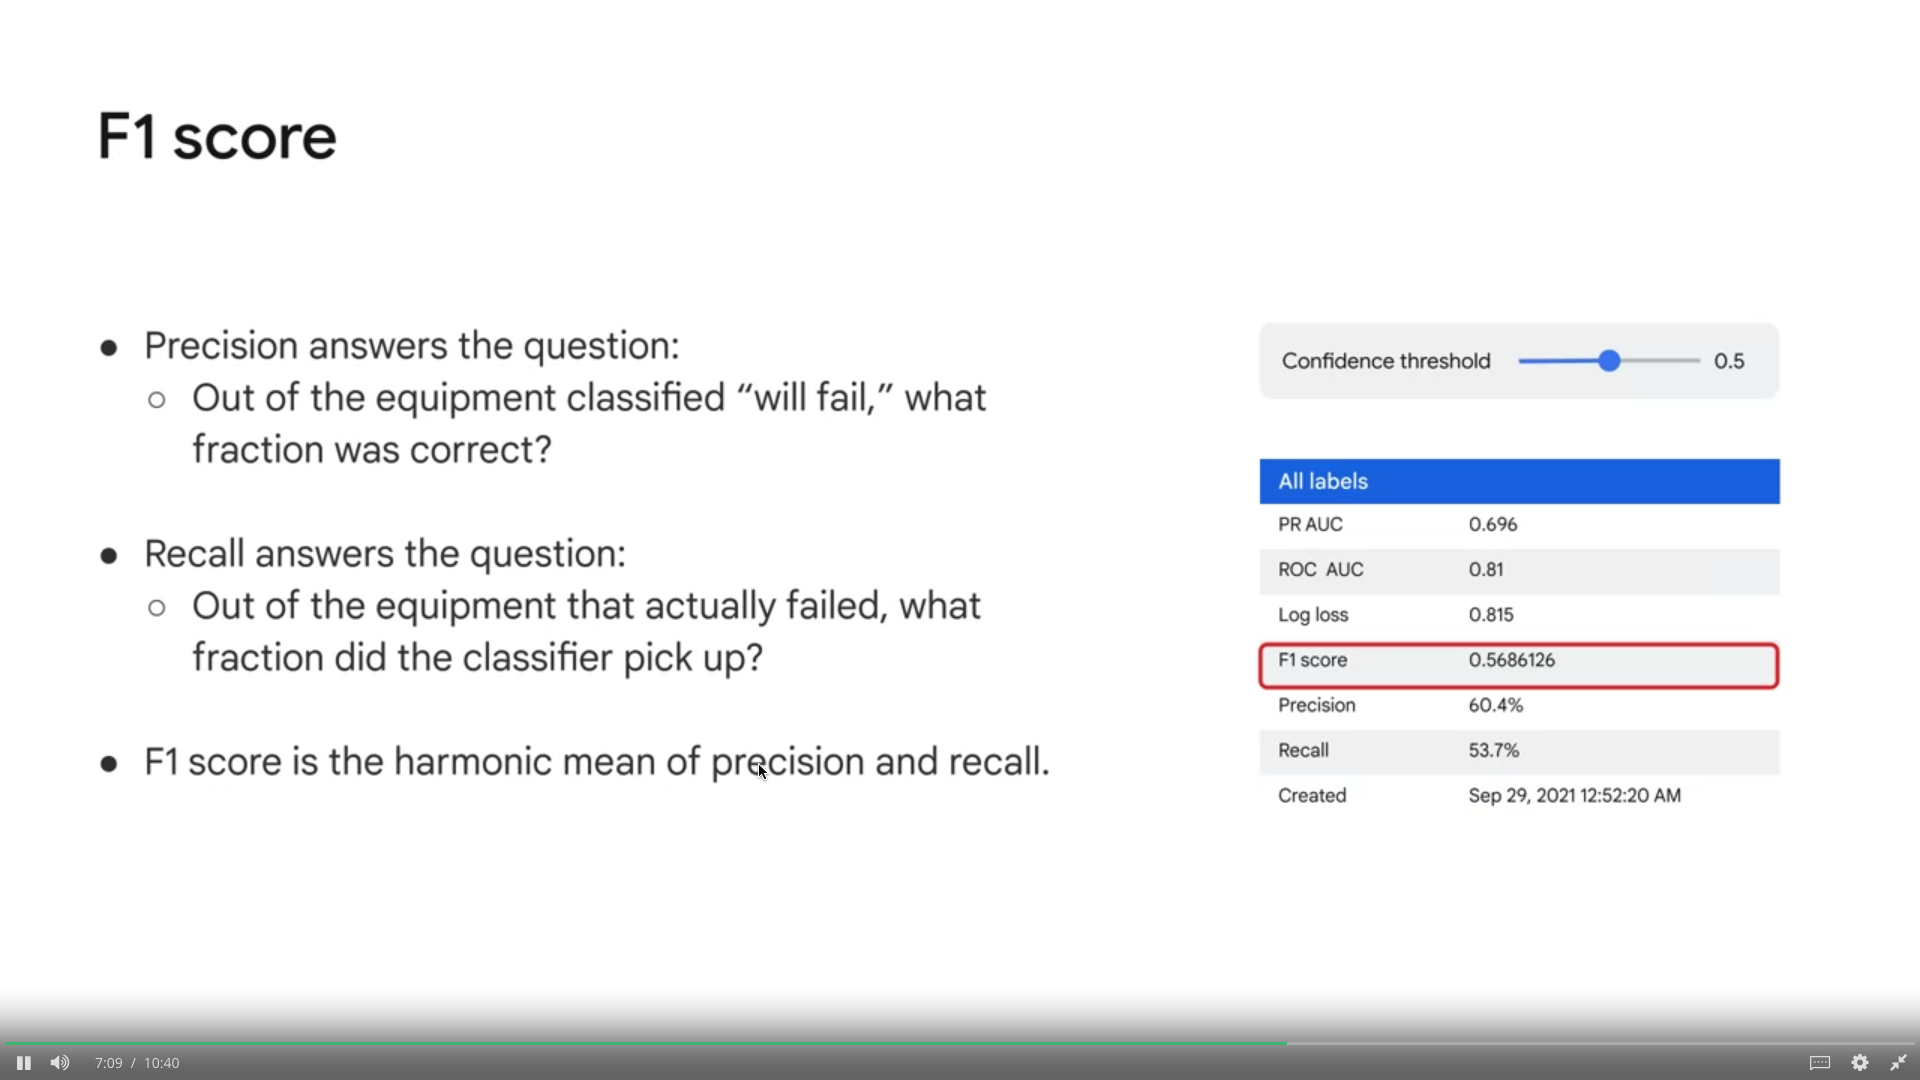 F1 score
● Precision answers the question:
○ Out of the equipment classified “will fail,” what
fraction was correct?
● Recall answers the question:
○ Out of the equipment that actually failed, what
fraction did the classifier pick up?
● F1 score is the harmonic mean of precision and recall.
Confidence threshold 0.5
All labels
PR AUC 0.696
ROC AUC 0.81
Log loss 0.815
F1 score 0.5686126
Precision 60.4%
Recall 53.7%
Created Sep 29, 2021 12:52:20 AM
7:09 / 10:40